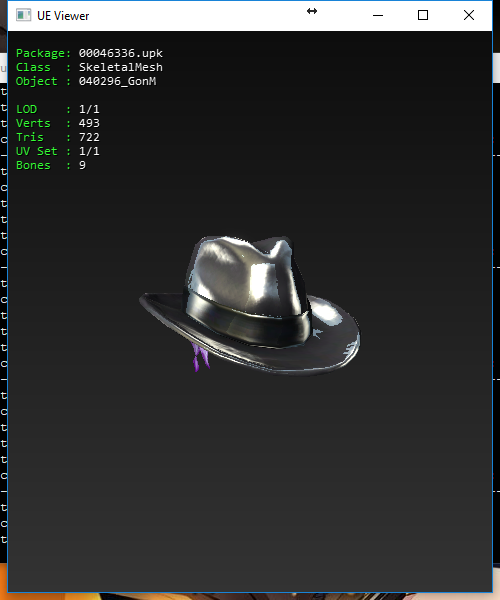 UE Viewer
Package: 00046336.upk
Class : SkeletalMesh
Object : 040296_GonM
LOD : 1/1
Verts : 493
Tris : 722
UV Set : 1/1
Bones : 9